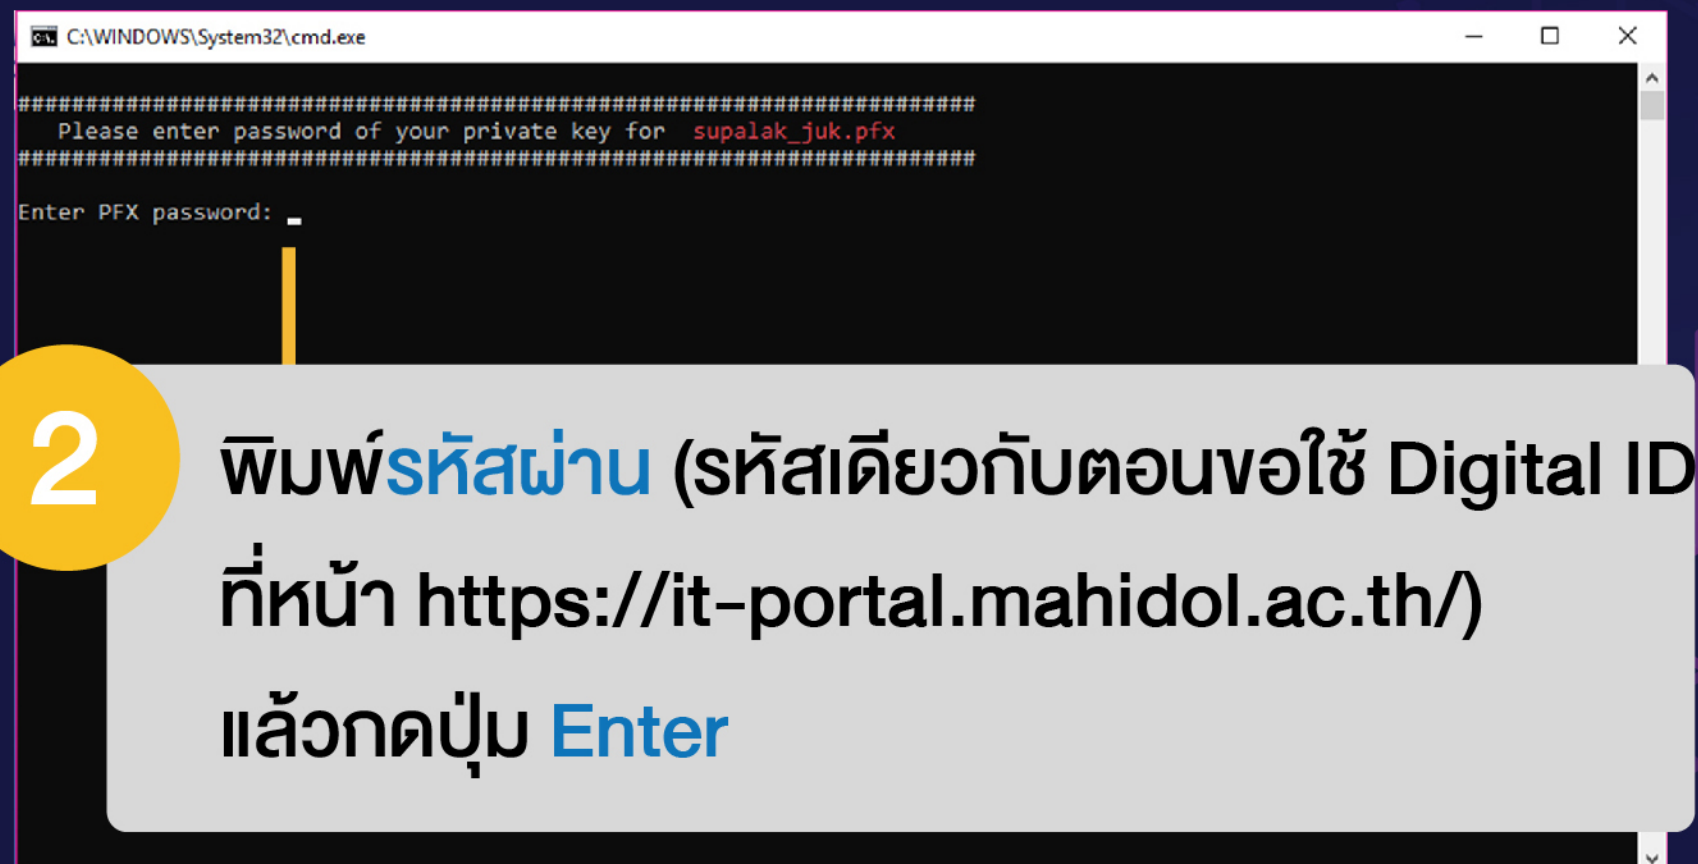 C:\WINDOWS\System32\cmd.exe
#######################################################################
Please enter password of your private key for supalak_juk.pfx
#######################################################################
Enter PFX password: _
2
พิมพ์รหัสผ่าน (รหัสเดียวกับตอนขอใช้ Digital ID
ที่หน้า https://it-portal.mahidol.ac.th/)
แล้วกดปุ่ม Enter